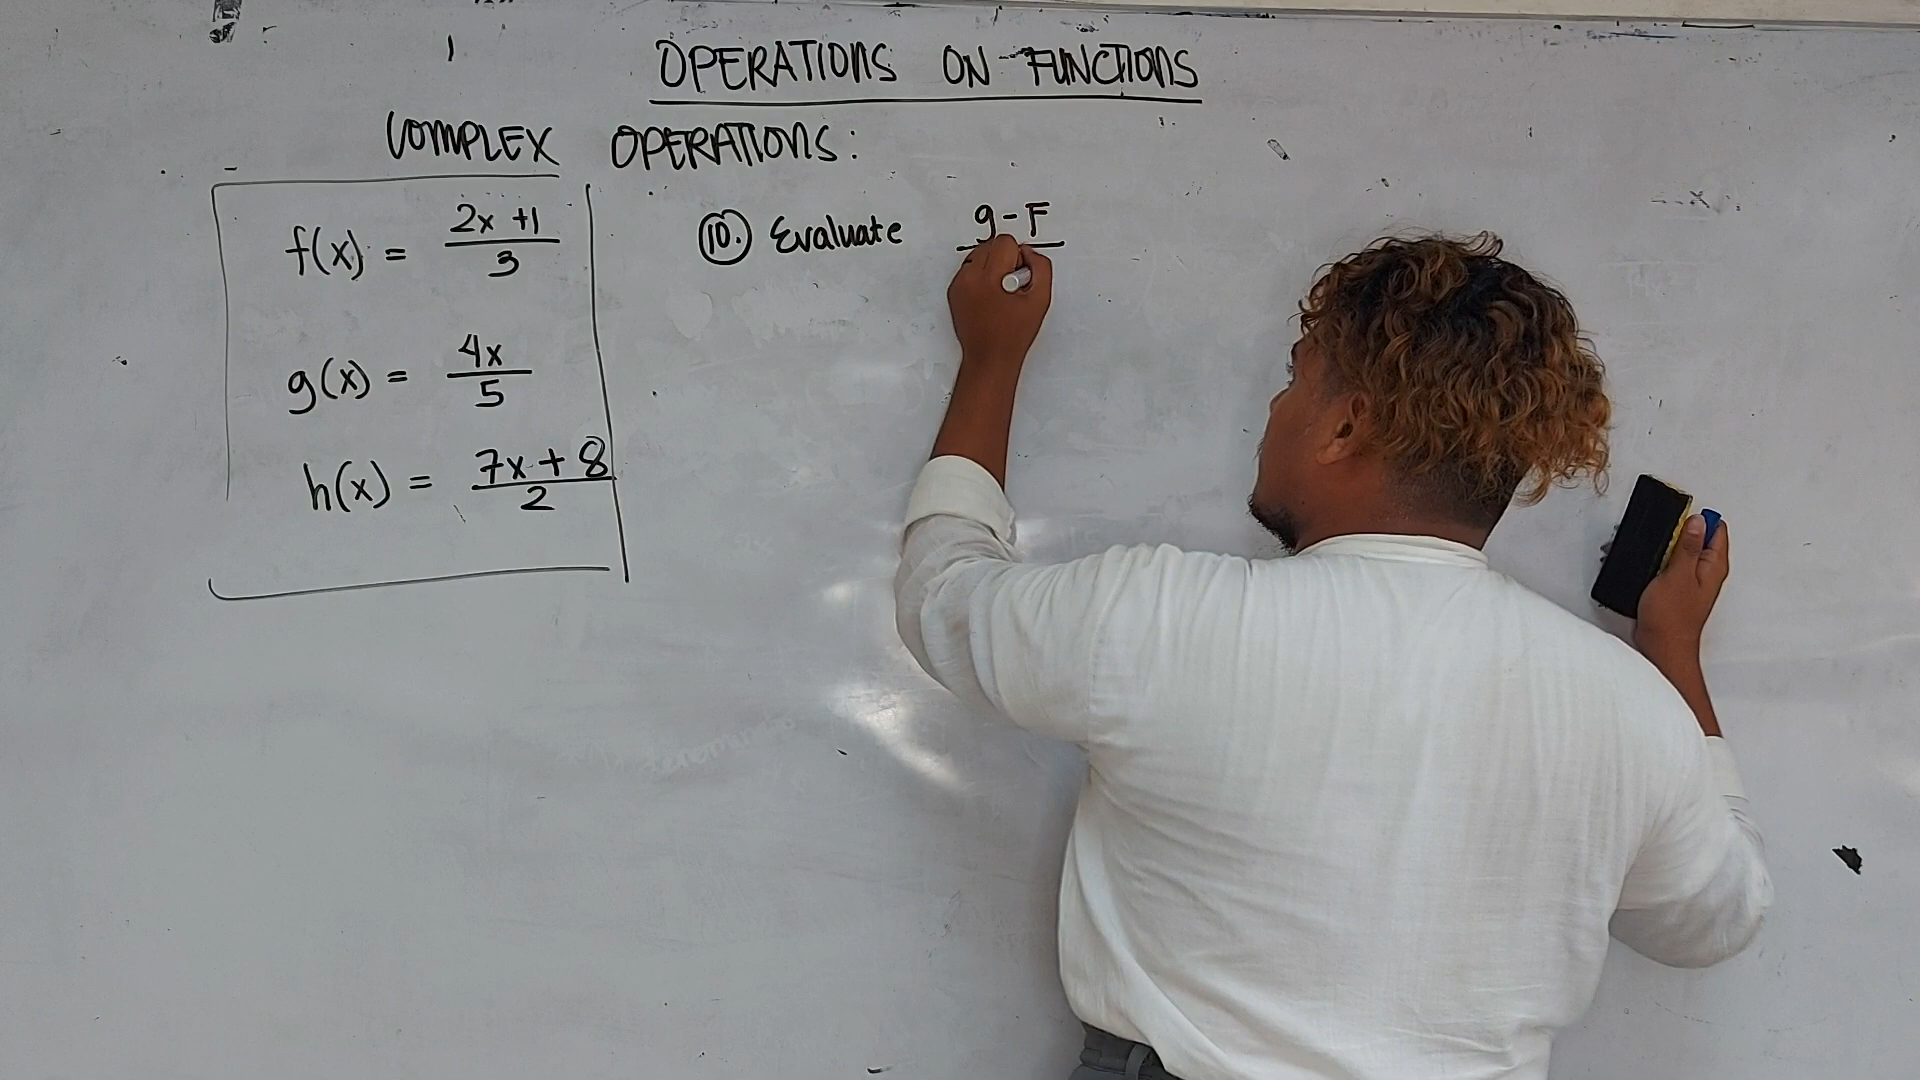 OPERATIONS ON FUNCTIONS
COMPLEX OPERATIONS:
f(x) = 2x +1
3
g(x) = 4x
5
h(x) = 7x + 8
2
10. Evaluate g - F